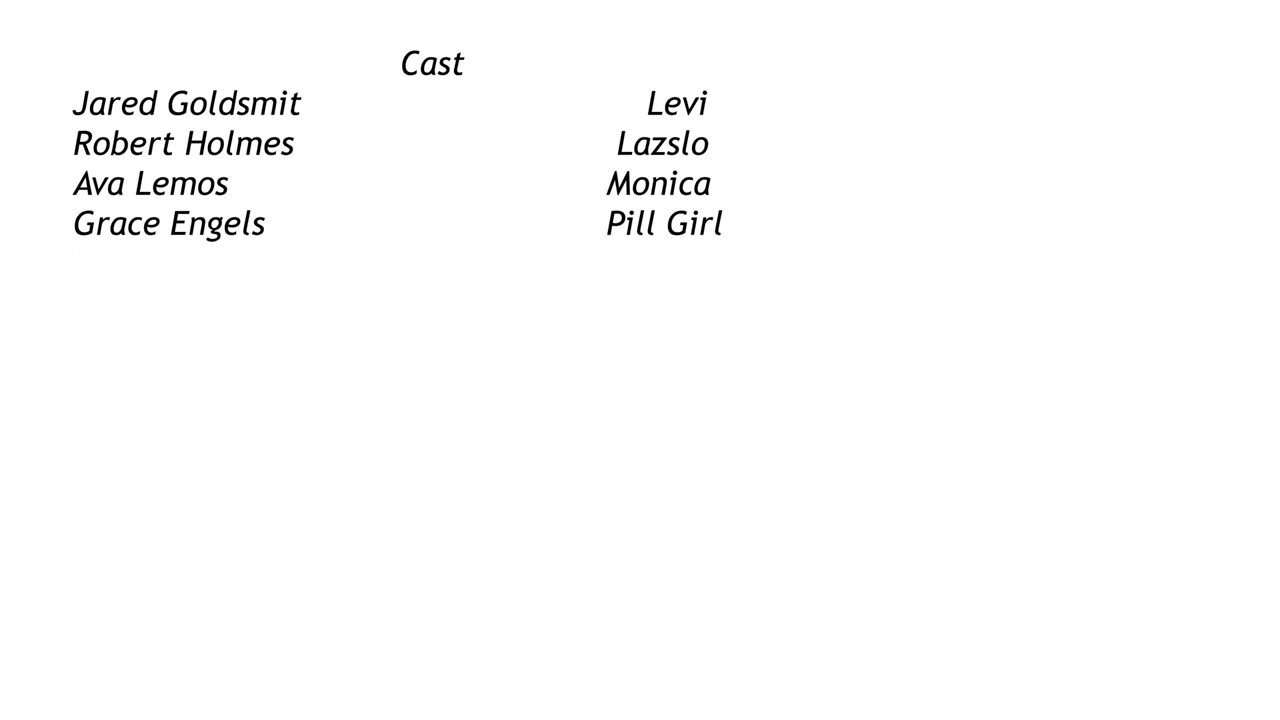 Cast
Jared Goldsmit Levi
Robert Holmes Lazslo
Ava Lemos Monica
Grace Engels Pill Girl